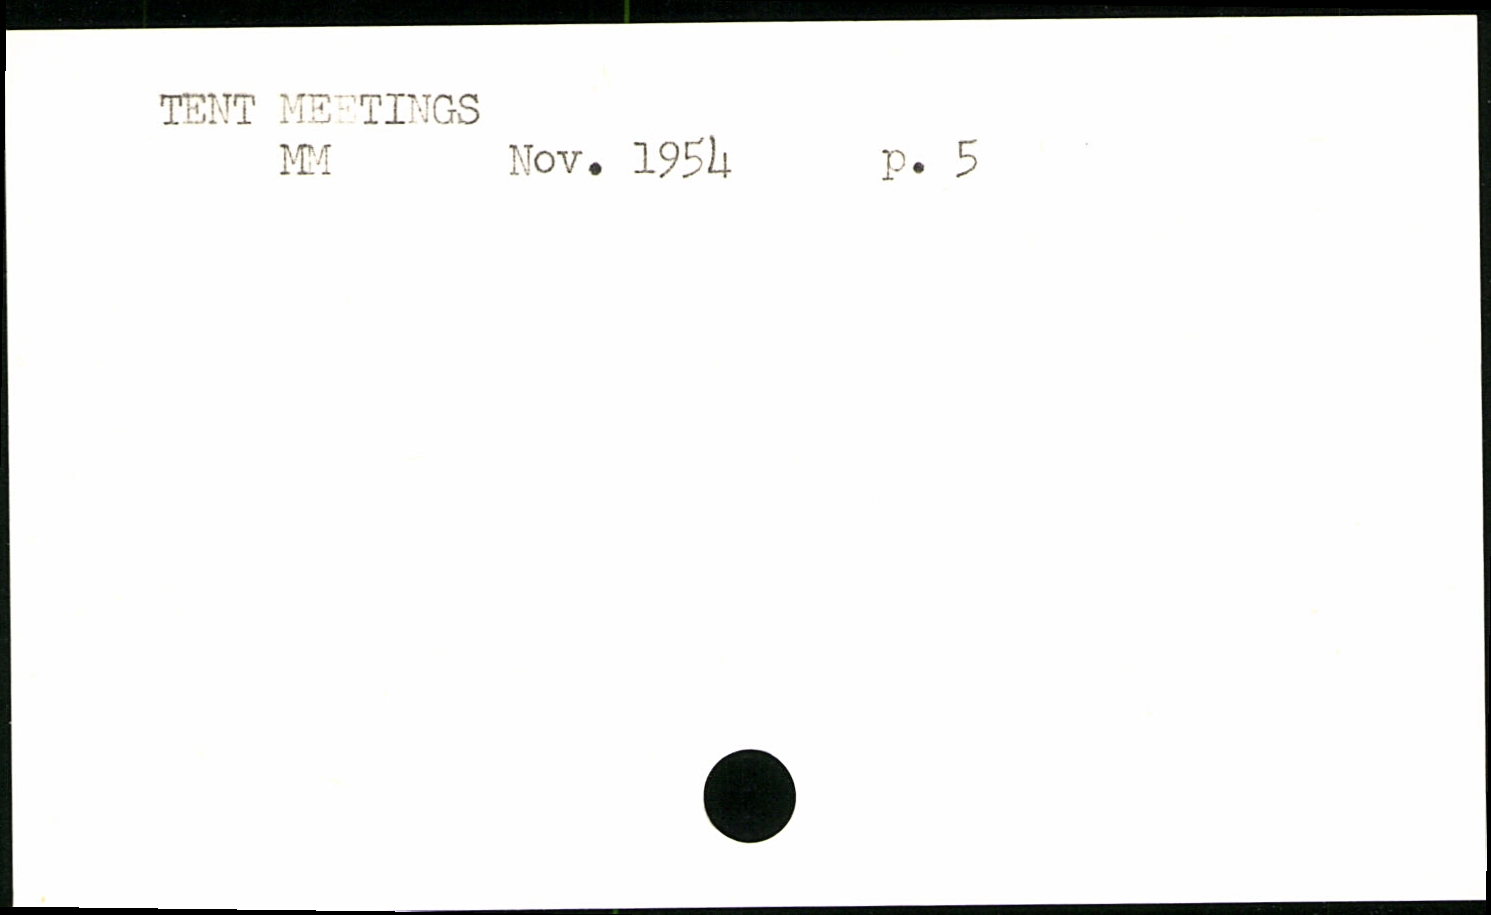 TENT MEETINGS
MM Nov. 1954 p. 5